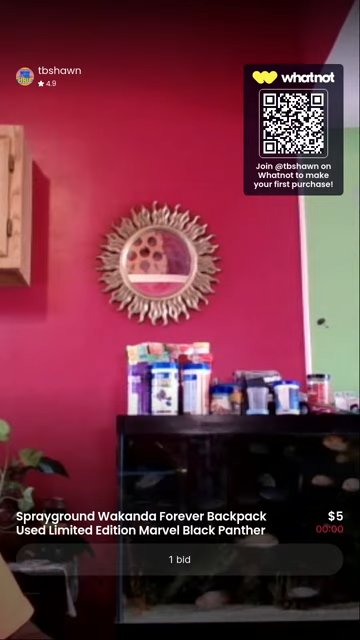 tbshawn
4.9
whatnot
Join @tbshawn on
Whatnot to make
your first purchase!
Sprayground Wakanda Forever Backpack
Used Limited Edition Marvel Black Panther
$5
00:00
1 bid